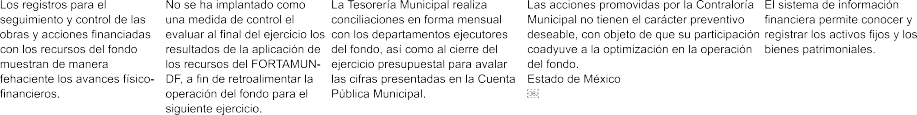 Los registros para el
seguimiento y control de las
obras y acciones financiadas
con los recursos del fondo
muestran de manera
fehaciente los avances físico-
financieros.
No se ha implantado como
una medida de control el
evaluar al final del ejercicio los
resultados de la aplicación de
los recursos del FORTAMUN-
DF, a fin de retroalimentar la
operación del fondo para el
siguiente ejercicio.
La Tesorería Municipal realiza
conciliaciones en forma mensual
con los departamentos ejecutores
del fondo, así como al cierre del
ejercicio presupuestal para avalar
las cifras presentadas en la Cuenta
Pública Municipal.
Las acciones promovidas por la Contraloría
Municipal no tienen el carácter preventivo
deseable, con objeto de que su participación
coadyuve a la optimización en la operación
del fondo.
Estado de México
El sistema de información
financiera permite conocer y
registrar los activos fijos y los
bienes patrimoniales.